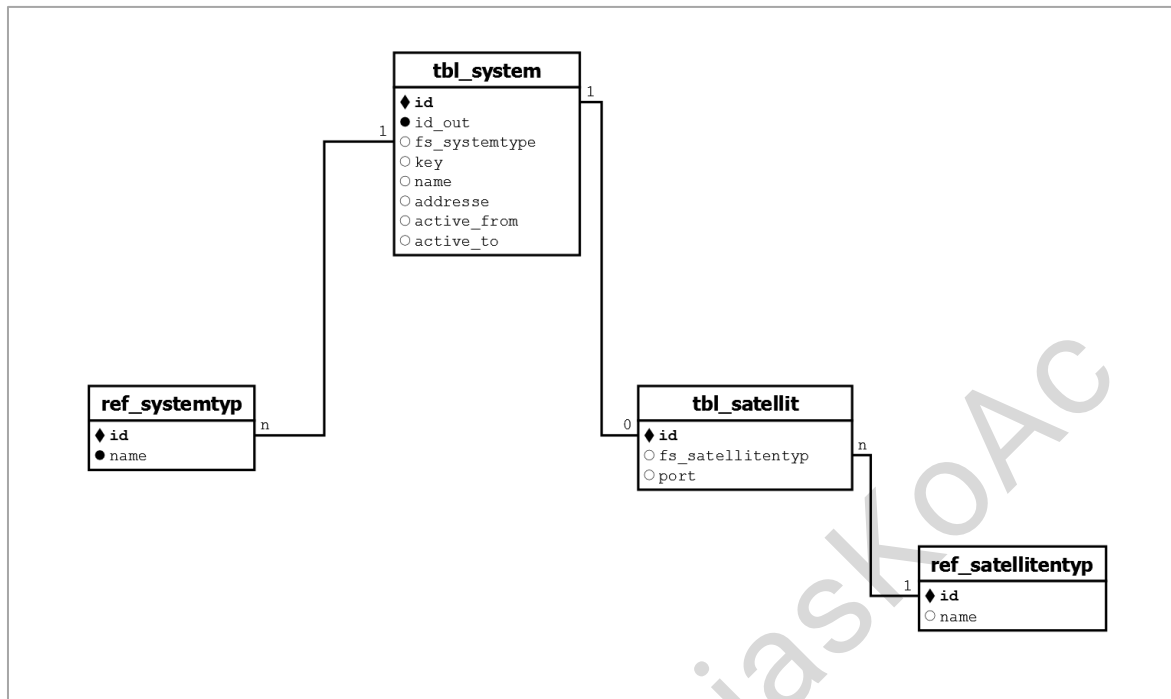 tbl_system
◆ id
● id_out
○ fs_systemtype
○ key
○ name
○ addresse
○ active_from
○ active_to
1
1
ref_systemtyp
◆ id
● name
n
tbl_satellit
◆ id
○ fs_satellitentyp
○ port
0
n
ref_satellitentyp
◆ id
○ name
1
iasKoAc